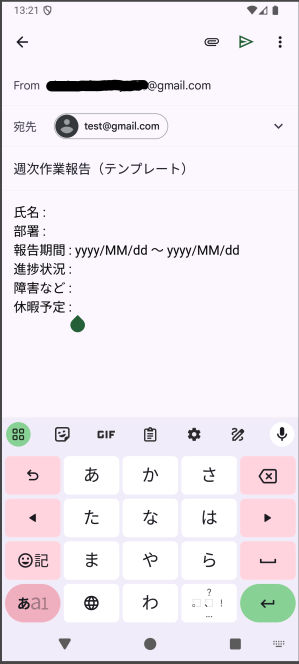 13:21
From @gmail.com
宛先 test@gmail.com
週次作業報告（テンプレート）
氏名 :
部署 :
報告期間 : yyyy/MM/dd ～ yyyy/MM/dd
進捗状況 :
障害など :
休暇予定 :
GIF
あ か さ
た な は
記 ま や ら
あa1 わ 。、？！…